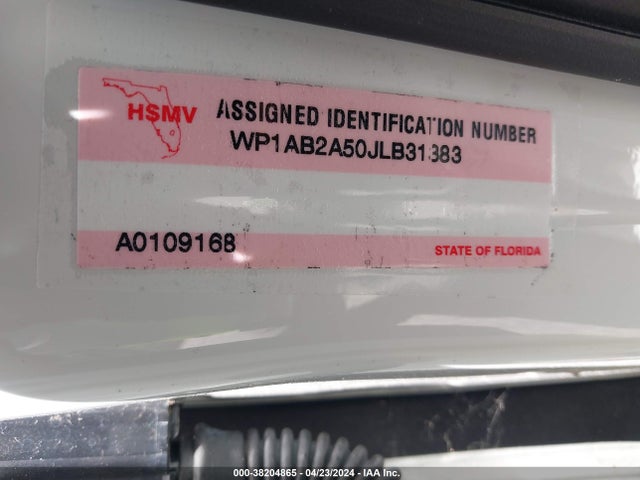 HSMV
ASSIGNED IDENTIFICATION NUMBER
WP1AB2A50JLB31383
A0109168
STATE OF FLORIDA
000-38204865 - 04/23/2024 - IAA Inc.